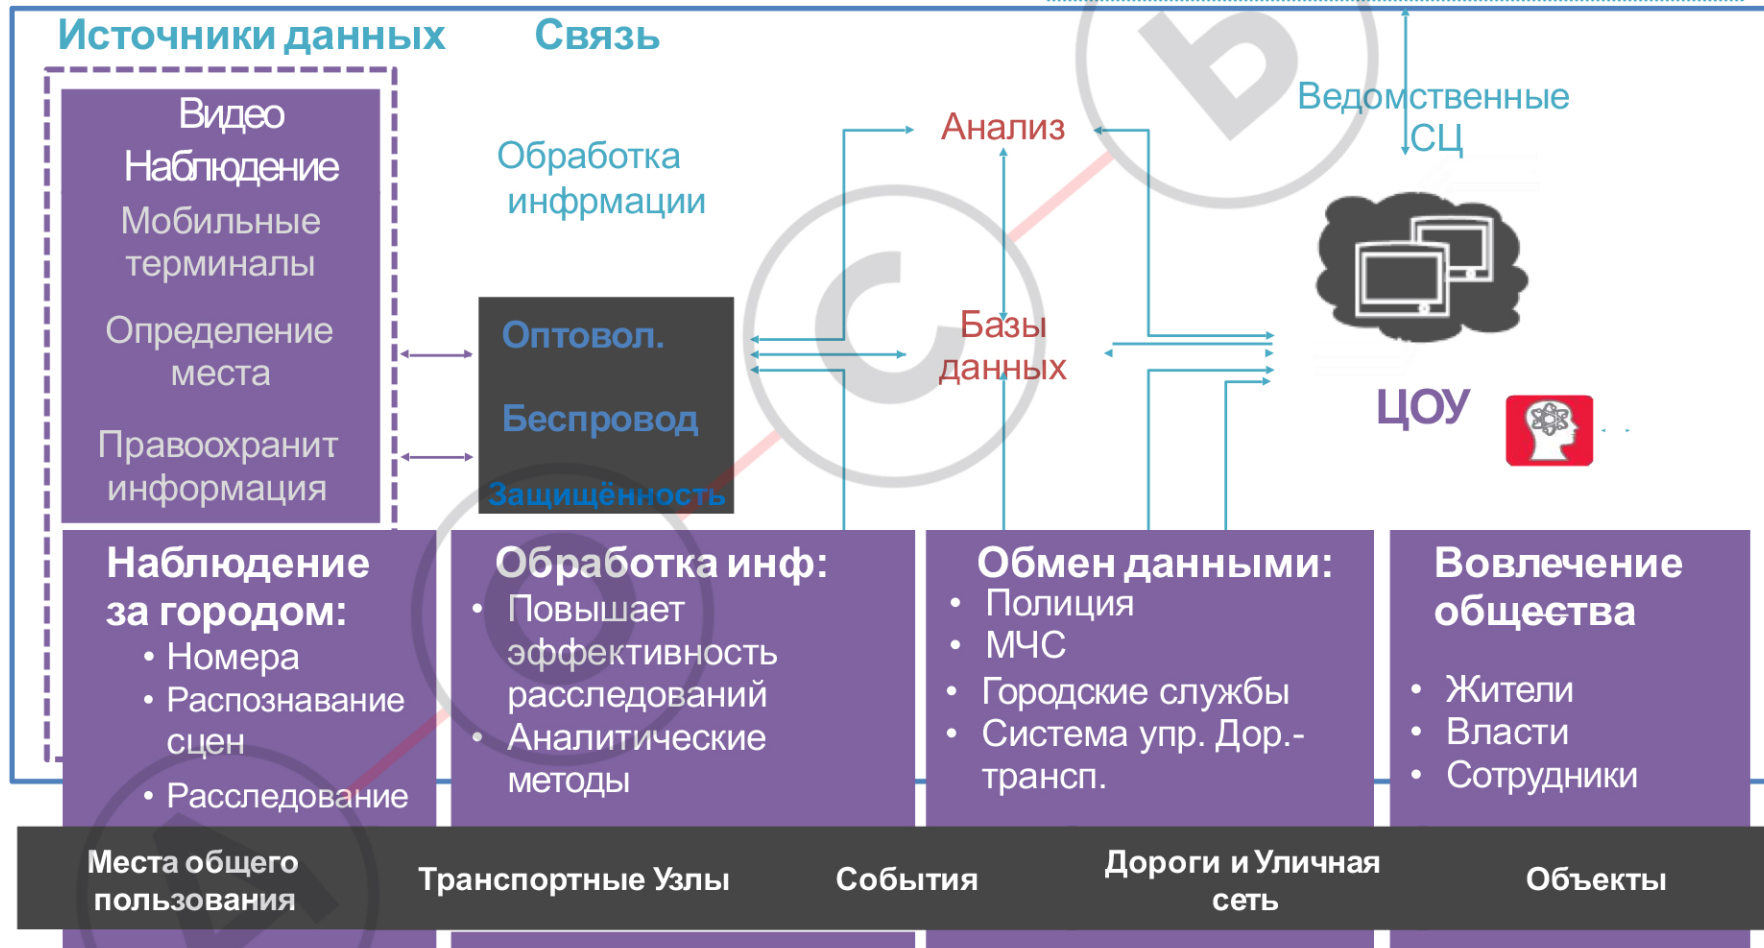 Источники данных
Связь
Видео
Наблюдение
Мобильные
терминалы
Определение
места
Правоохранит
информация
Обработка
инфрмации
Оптовол.
Беспровод
Защищённость
Анализ
Базы
данных
Ведомственные
СЦ
ЦОУ
Наблюдение
за городом:
• Номера
• Распознавание
сцен
• Расследование
Обработка инф:
• Повышает
эффективность
расследований
• Аналитические
методы
Обмен данными:
• Полиция
• МЧС
• Городские службы
• Система упр. Дор.-
трансп.
Вовлечение
общества
• Жители
• Власти
• Сотрудники
Места общего
пользования
Транспортные Узлы
События
Дороги и Уличная
сеть
Объекты